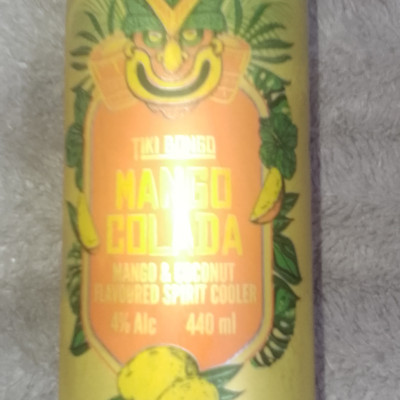 TIKI BONGO
MANGO
COLADA
MANGO & COCONUT
FLAVOURED SPIRIT COOLER
4% Alc 440 ml